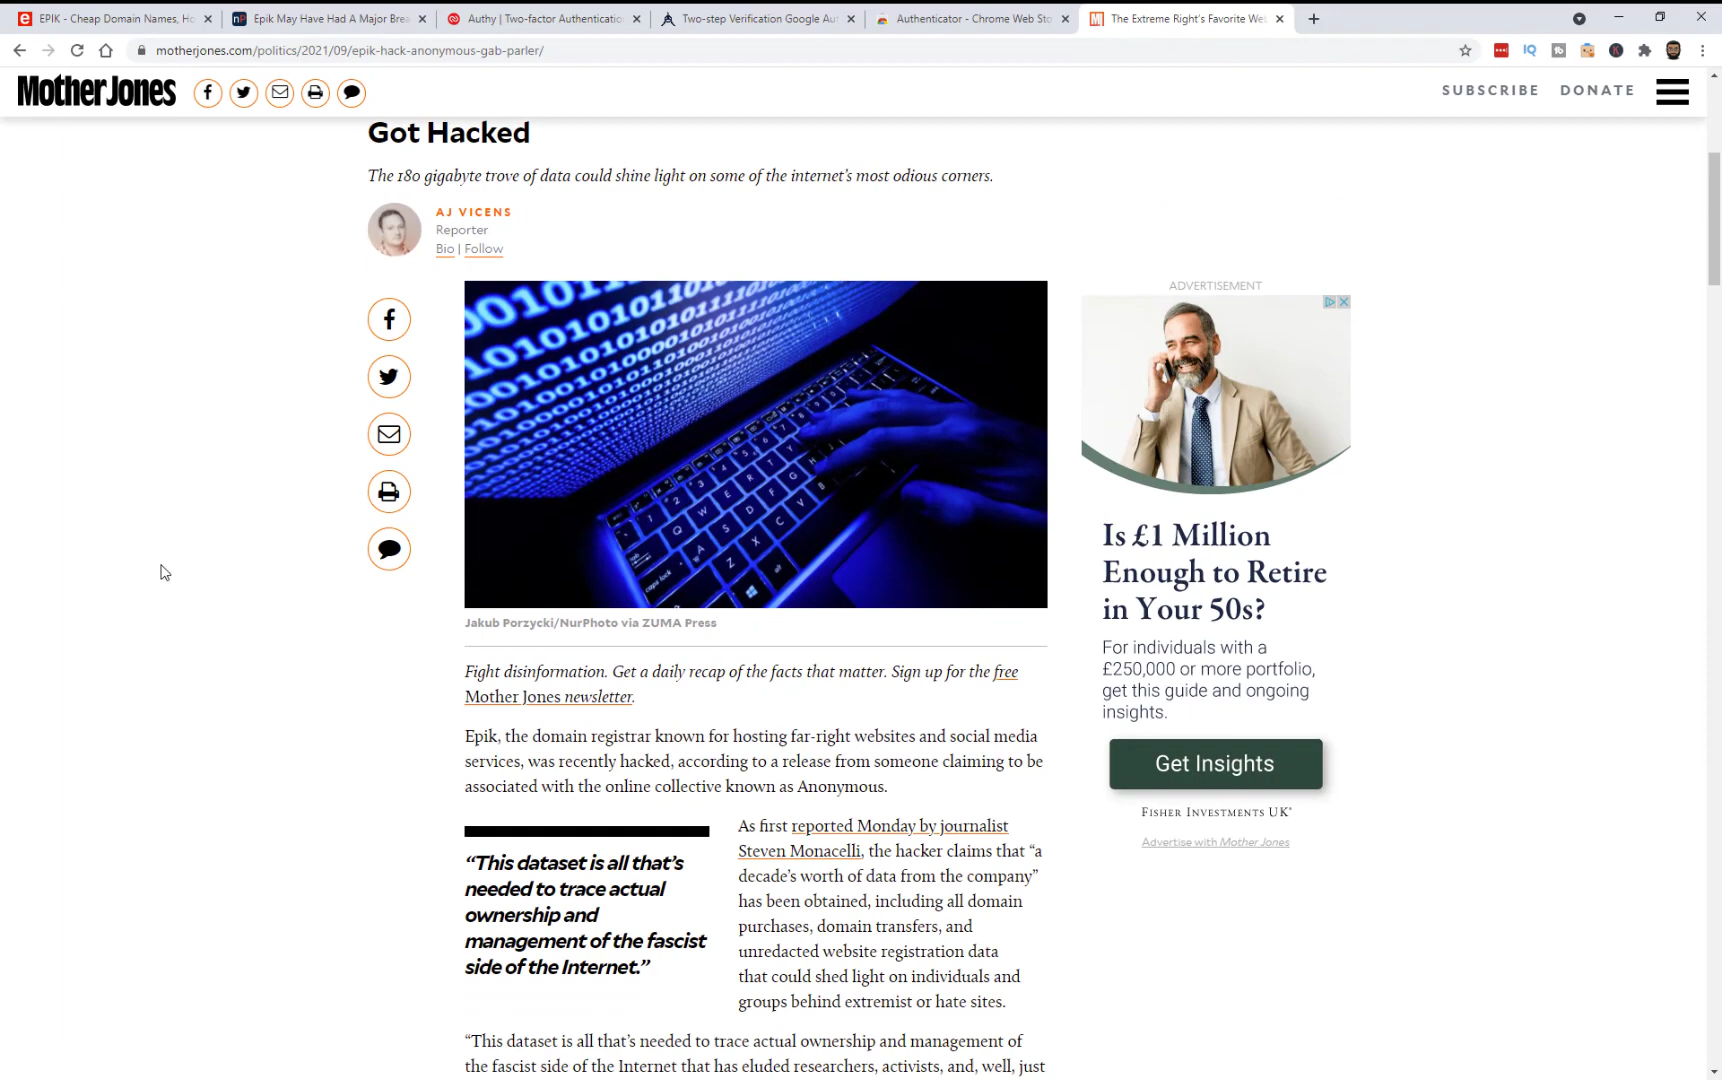 EPIK - Cheap Domain Names, Ho
Epik May Have Had A Major Brea
Authy | Two-factor Authenticatio
Two-step Verification Google Aut
Authenticator - Chrome Web Sto
The Extreme Right's Favorite Web
motherjones.com/politics/2021/09/epik-hack-anonymous-gab-parler/
Mother Jones
SUBSCRIBE DONATE
Got Hacked
The 180 gigabyte trove of data could shine light on some of the internet's most odious corners.
AJ VICENS
Reporter
Bio | Follow
Jakub Porzycki/NurPhoto via ZUMA Press
Fight disinformation. Get a daily recap of the facts that matter. Sign up for the free
Mother Jones newsletter.
Epik, the domain registrar known for hosting far-right websites and social media
services, was recently hacked, according to a release from someone claiming to be
associated with the online collective known as Anonymous.
“This dataset is all that’s
needed to trace actual
ownership and
management of the fascist
side of the Internet.”
As first reported Monday by journalist
Steven Monacelli, the hacker claims that “a
decade’s worth of data from the company”
has been obtained, including all domain
purchases, domain transfers, and
unredacted website registration data
that could shed light on individuals and
groups behind extremist or hate sites.
“This dataset is all that’s needed to trace actual ownership and management of
the fascist side of the Internet that has eluded researchers, activists, and, well, just
ADVERTISEMENT
Is £1 Million
Enough to Retire
in Your 50s?
For individuals with a
£250,000 or more portfolio,
get this guide and ongoing
insights.
Get Insights
FISHER INVESTMENTS UK®
Advertise with Mother Jones